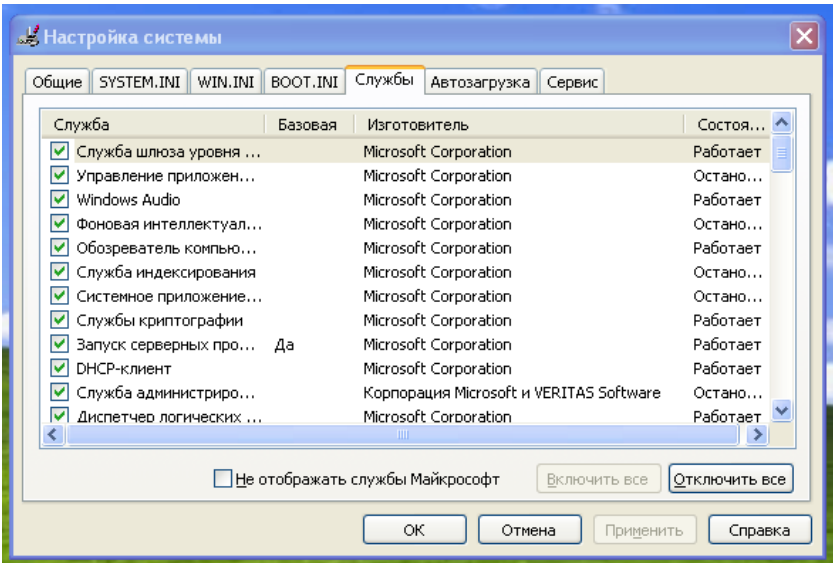 Настройка системы
Общие SYSTEM.INI WIN.INI BOOT.INI Службы Автозагрузка Сервис
Служба Базовая Изготовитель Состоя...
Служба шлюза уровня ... Microsoft Corporation Работает
Управление приложен... Microsoft Corporation Остано...
Windows Audio Microsoft Corporation Работает
Фоновая интеллектуал... Microsoft Corporation Остано...
Обозреватель компью... Microsoft Corporation Работает
Служба индексирования Microsoft Corporation Остано...
Системное приложение... Microsoft Corporation Остано...
Службы криптографии Microsoft Corporation Работает
Запуск серверных про... Да Microsoft Corporation Работает
DHCP-клиент Microsoft Corporation Работает
Служба администриро... Корпорация Microsoft и VERITAS Software Остано...
Диспетчер логических ... Microsoft Corporation Работает
Не отображать службы Майкрософт Включить все Отключить все
ОК Отмена Применить Справка